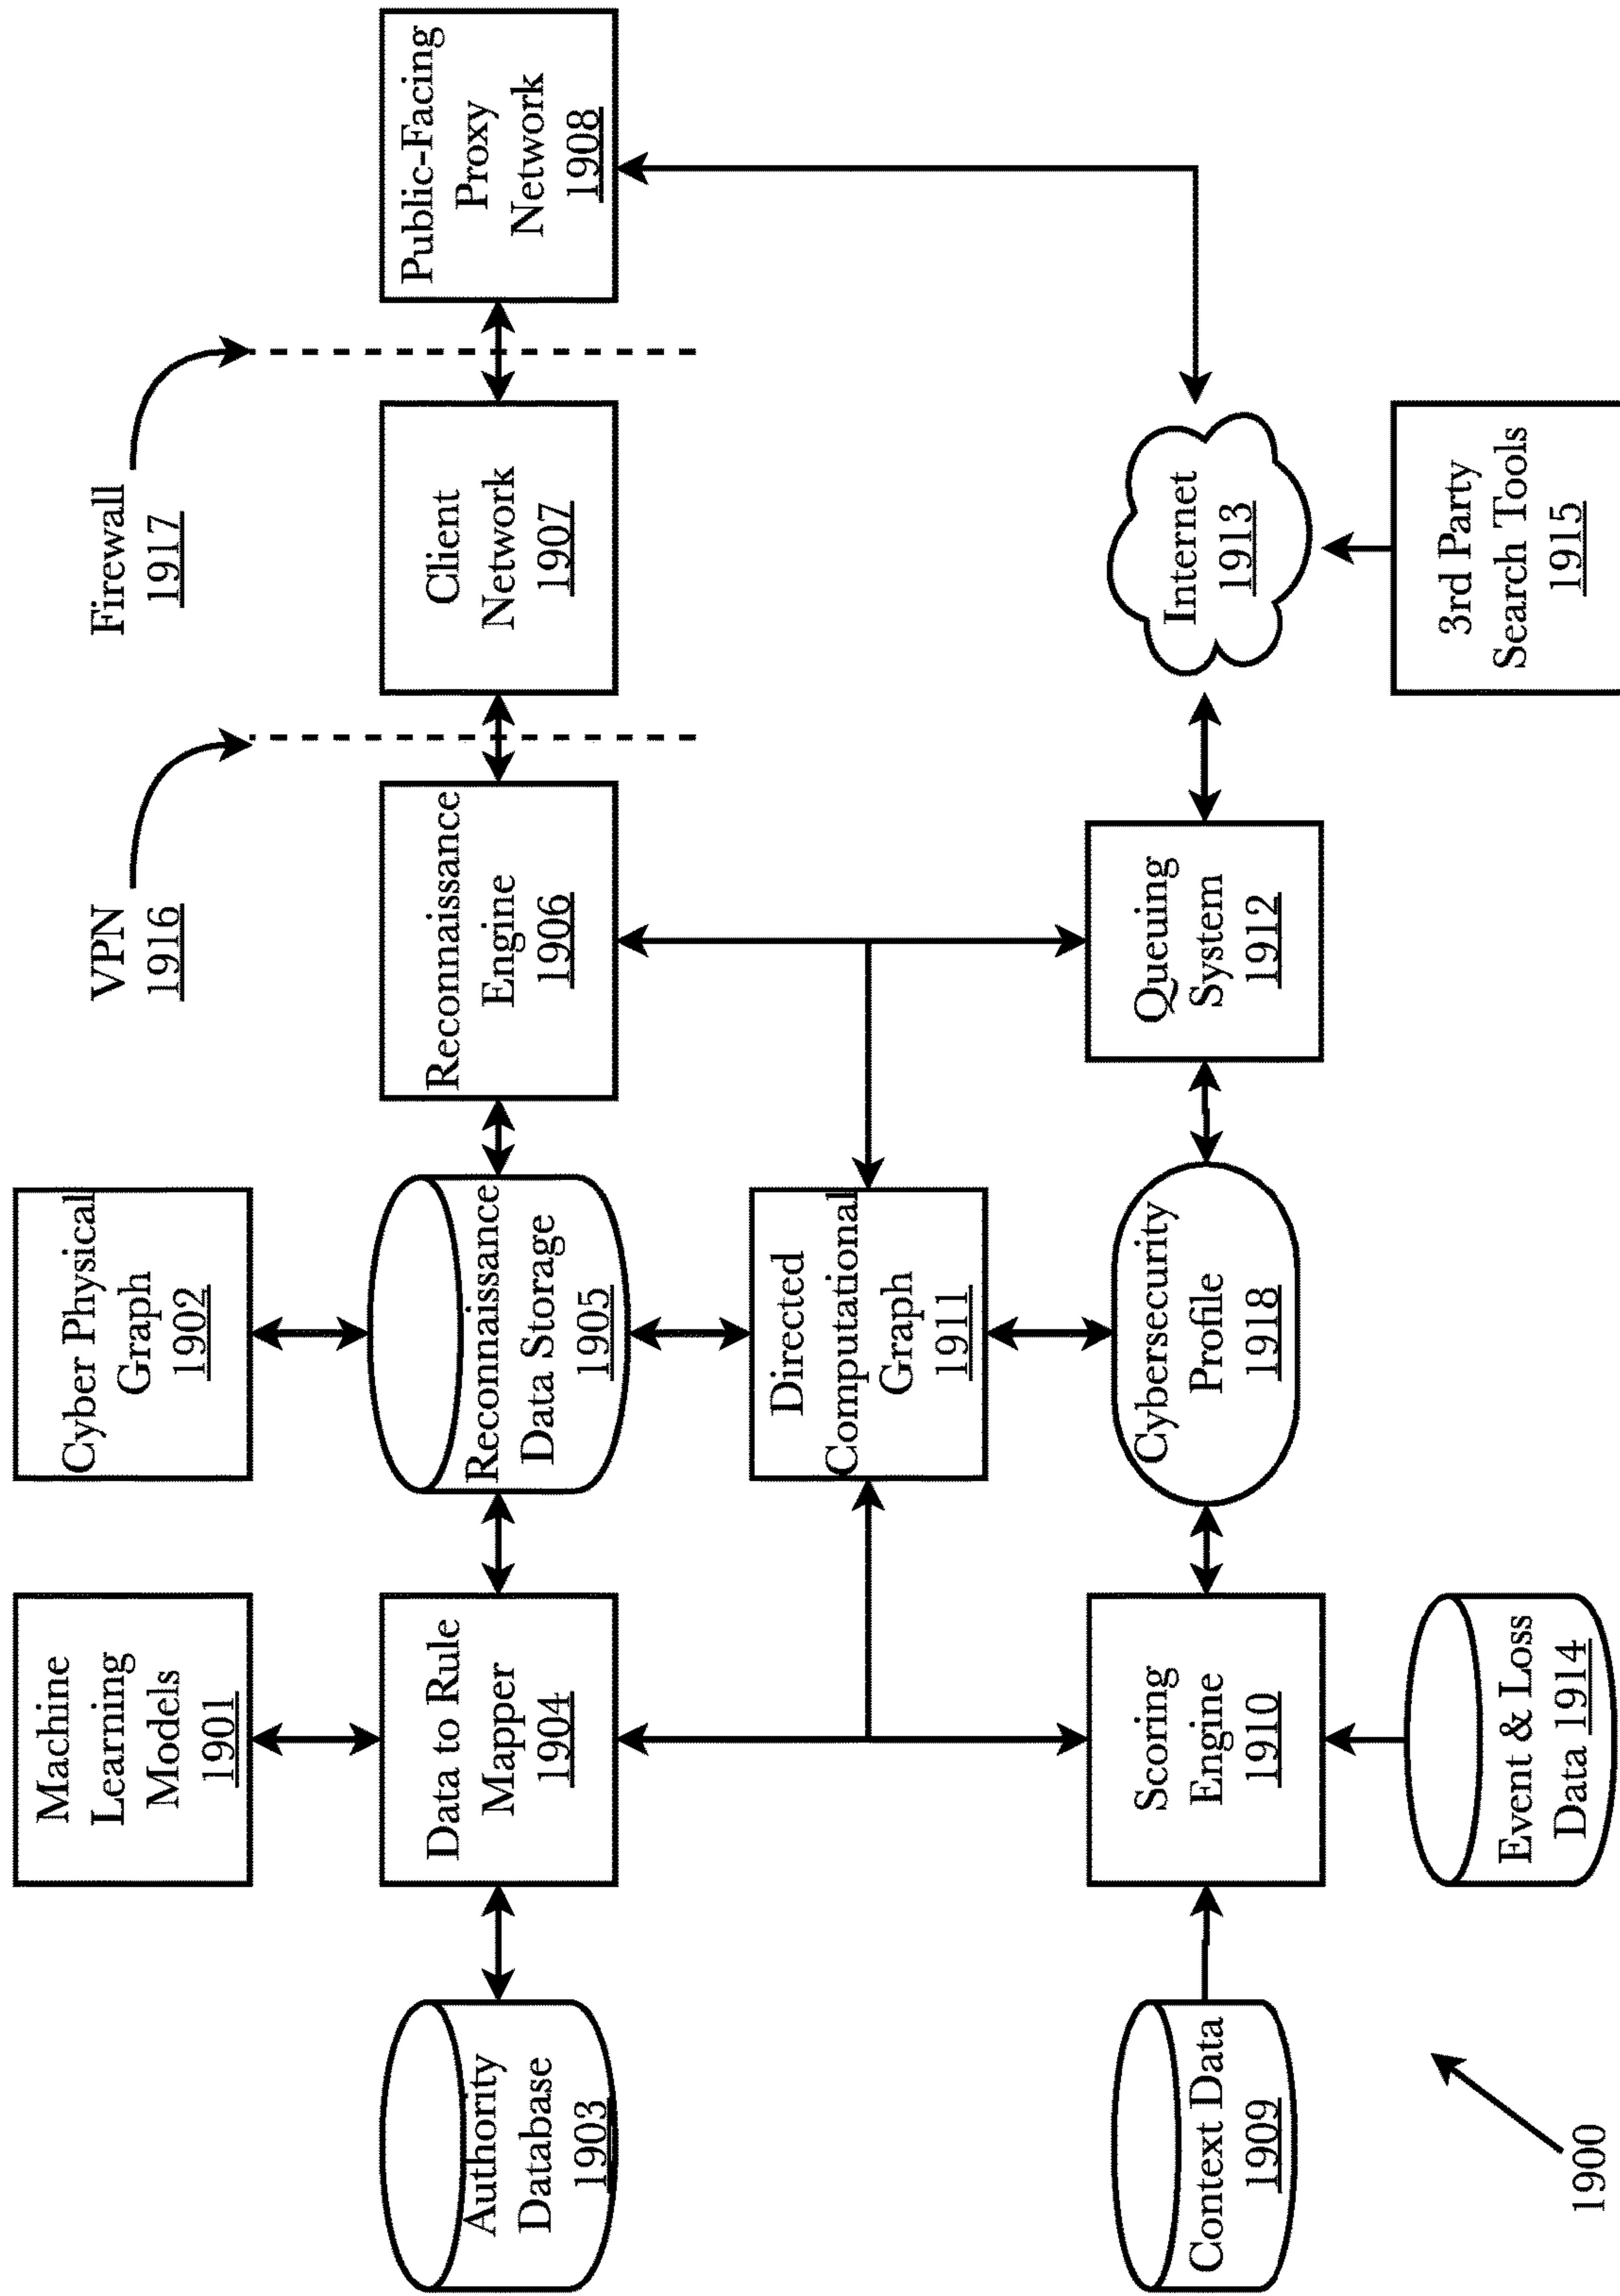 Machine
Learning
Models
1901
Cyber Physical
Graph
1902
VPN
1916
Firewall
1917
Authority
Database
1903
Data to Rule
Mapper
1904
Reconnaissance
Data Storage
1905
Reconnaissance
Engine
1906
Client
Network
1907
Public-Facing
Proxy
Network
1908
Directed
Computational
Graph
1911
Context Data
1909
Scoring
Engine
1910
Cybersecurity
Profile
1918
Queuing
System
1912
Internet
1913
Event & Loss
Data 1914
3rd Party
Search Tools
1915
1900